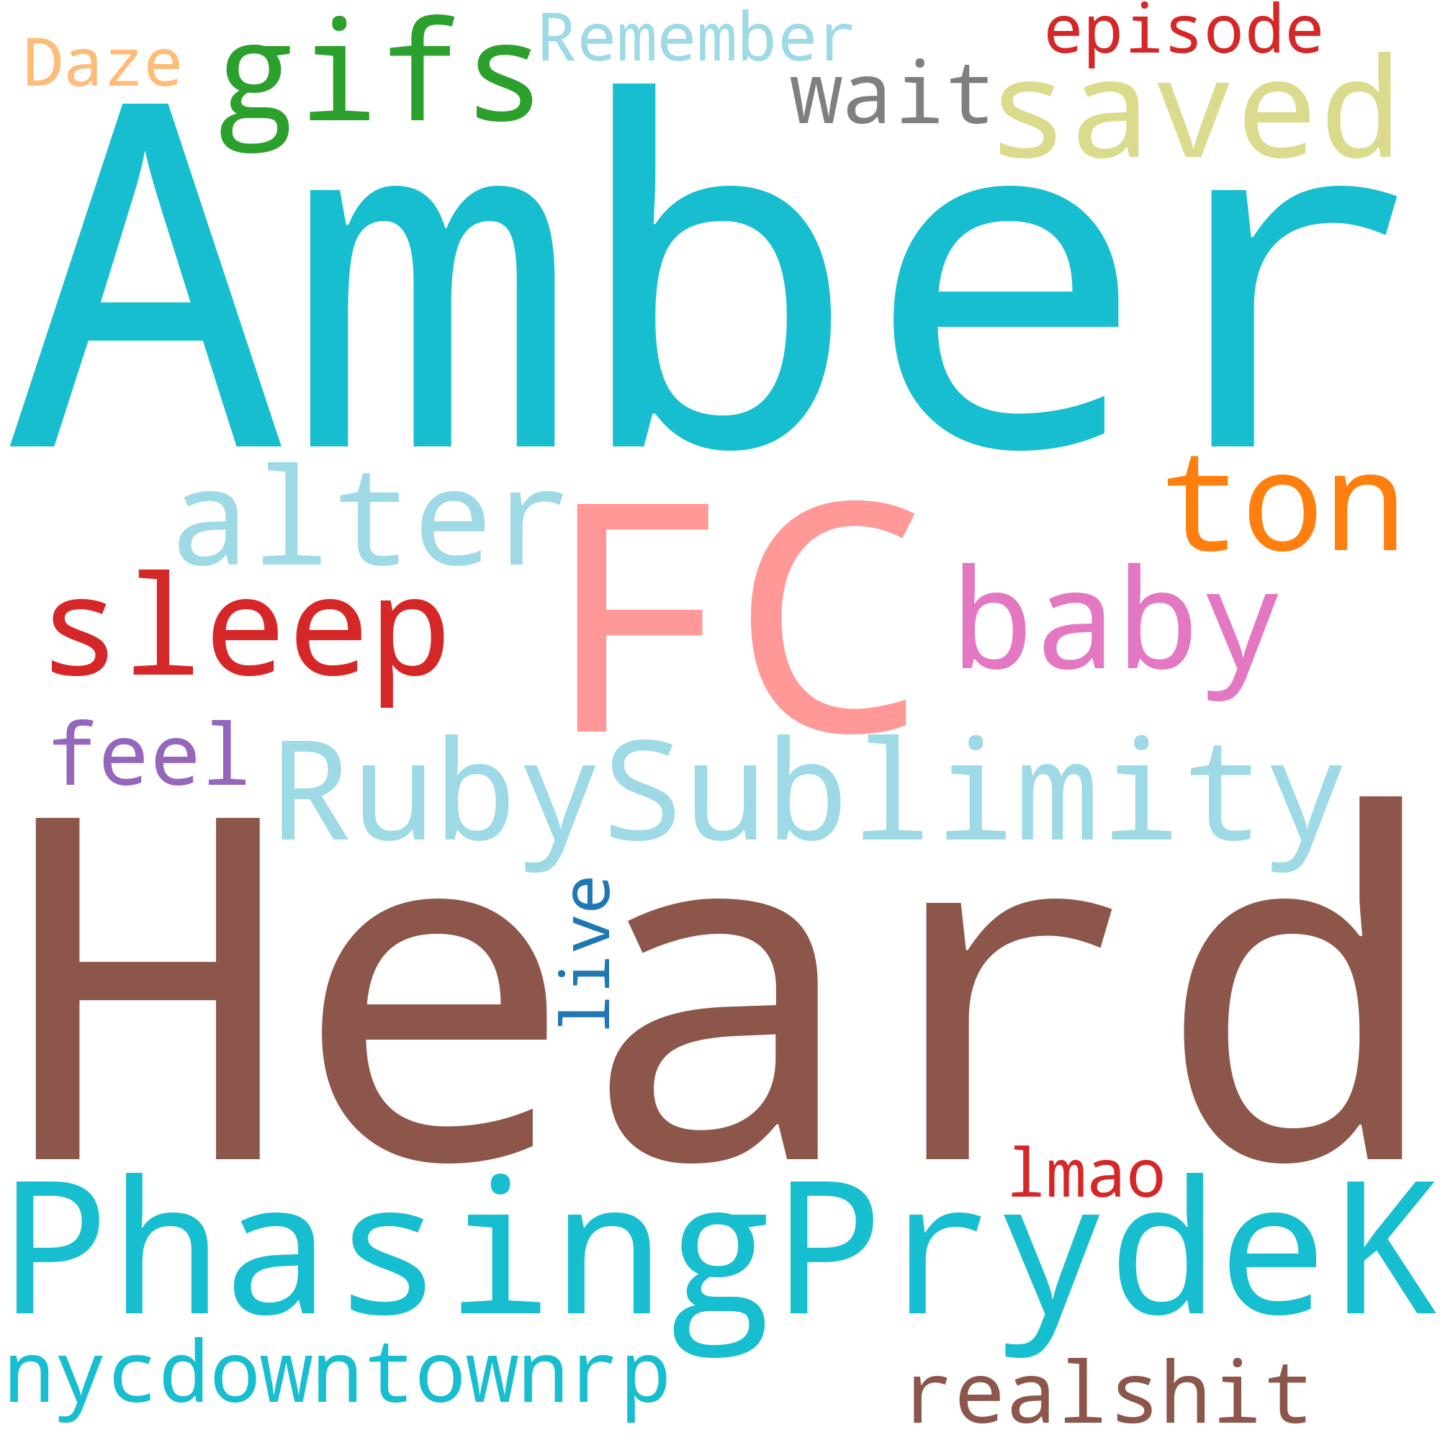 Remember
episode
Daze
gifs
wait
saved
Amber
alter
FC
ton
sleep
baby
feel
RubySublimity
live
Heard
lmao
PhasingPrydeK
nycdowntownrp
realshit